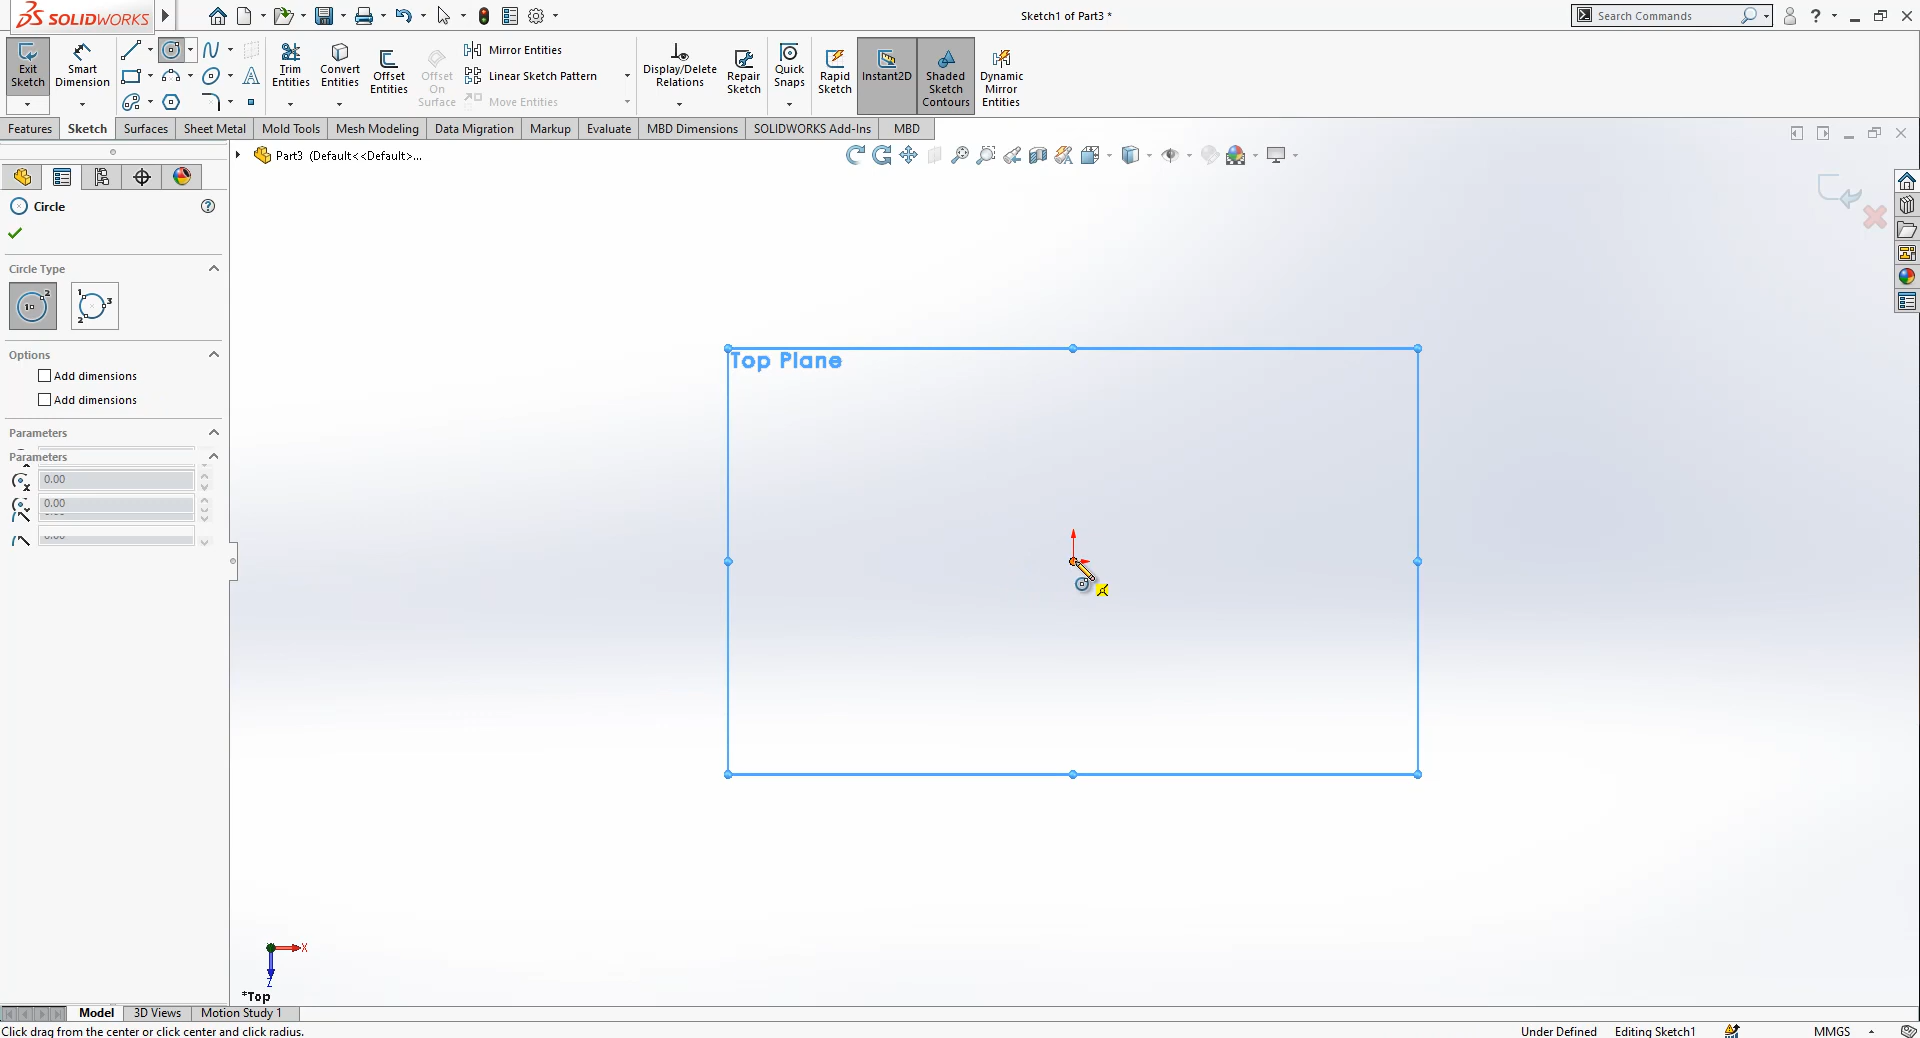 SOLIDWORKS
Sketch1 of Part3 *
Search Commands
Exit Sketch
Smart Dimension
Trim Entities
Convert Entities
Offset Entities
Offset On Surface
Mirror Entities
Linear Sketch Pattern
Move Entities
Display/Delete Relations
Repair Sketch
Quick Snaps
Rapid Sketch
Instant2D
Shaded Sketch Contours
Dynamic Mirror Entities
Features Sketch Surfaces Sheet Metal Mold Tools Mesh Modeling Data Migration Markup Evaluate MBD Dimensions SOLIDWORKS Add-Ins MBD
Part3 (Default<<Default>...
Circle
Circle Type
Options
Add dimensions
Add dimensions
Parameters
Parameters
0.00
0.00
Top Plane
X
Z
*Top
Model 3D Views Motion Study 1
Click drag from the center or click center and click radius.
Under Defined Editing Sketch1 MMGS